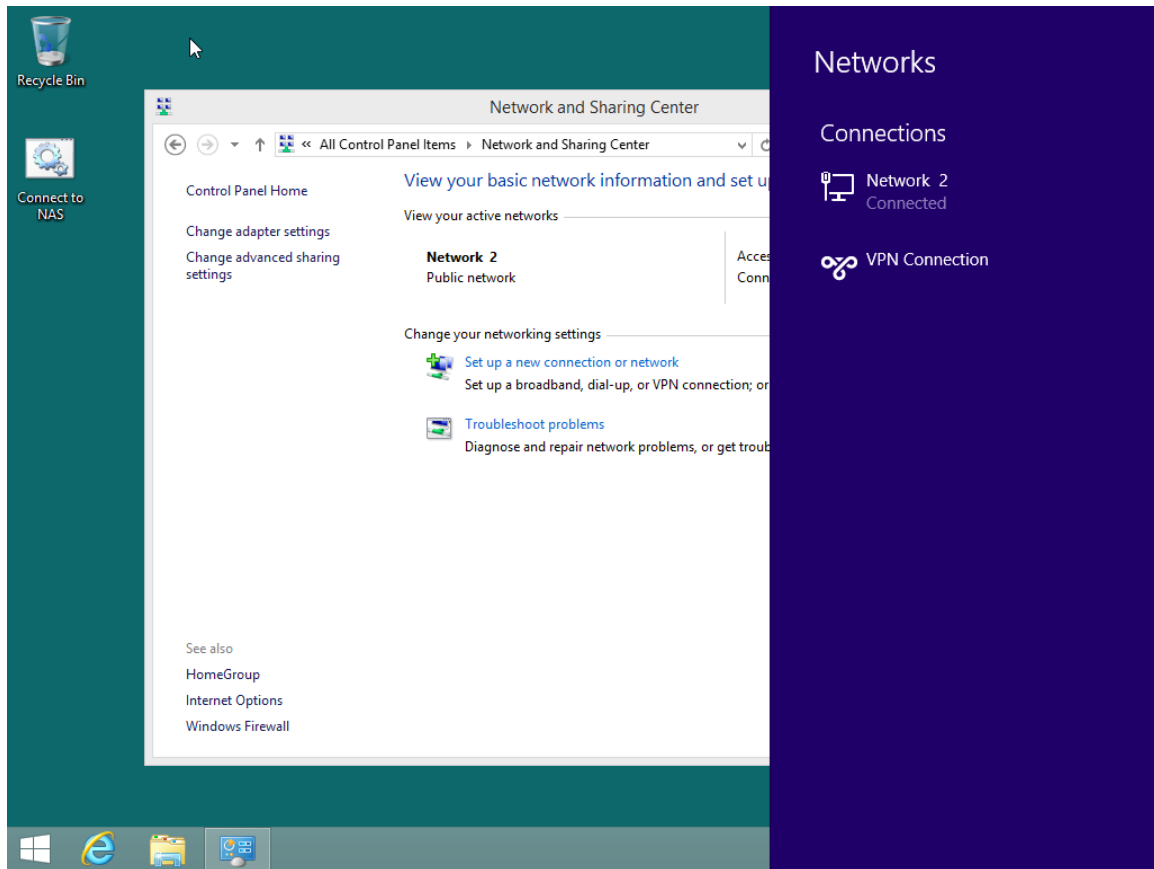 Recycle Bin
Connect to
NAS
Network and Sharing Center
« All Control Panel Items Network and Sharing Center
Control Panel Home
Change adapter settings
Change advanced sharing
settings
See also
HomeGroup
Internet Options
Windows Firewall
View your basic network information and set u
View your active networks
Network 2
Public network
Acces
Conn
Change your networking settings
Set up a new connection or network
Set up a broadband, dial-up, or VPN connection; or
Troubleshoot problems
Diagnose and repair network problems, or get troub
Networks
Connections
Network 2
Connected
VPN Connection